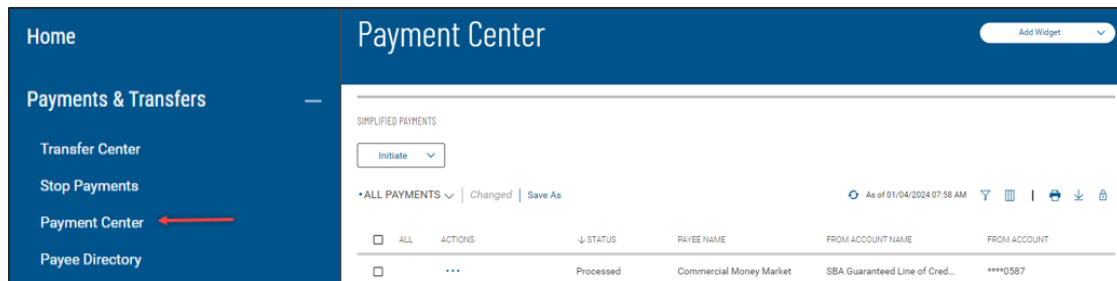 Home
Payments & Transfers
Transfer Center
Stop Payments
Payment Center
Payee Directory
Payment Center
Add Widget
SIMPLIFIED PAYMENTS
Initiate
ALL PAYMENTS | Changed | Save As
As of 01/04/2024 07:58 AM
ALL ACTIONS STATUS PAYEE NAME FROM ACCOUNT NAME FROM ACCOUNT
Processed Commercial Money Market SBA Guaranteed Line of Cred... ****0587